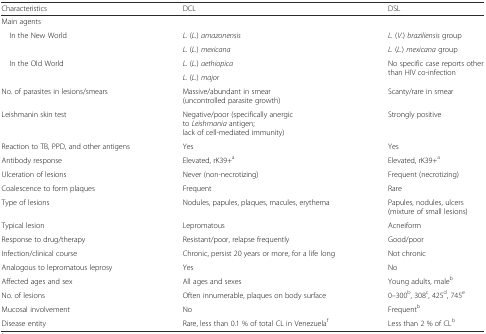 Characteristics DCL DSL
Main agents
In the New World L. (L.) amazonensis L. (V.) braziliensis group
L. (L.) mexicana L. (L.) mexicana group
In the Old World L. (L.) aethiopica No specific case reports other
than HIV co-infection
L. (L.) major
No. of parasites in lesions/smears Massive/abundant in smear Scanty/rare in smear
(uncontrolled parasite growth)
Leishmanin skin test Negative/poor (specifically anergic Strongly positive
to Leishmania antigen;
lack of cell-mediated immunity)
Reaction to TB, PPD, and other antigens Yes Yes
Antibody response Elevated, rK39+a Elevated, rK39+a
Ulceration of lesions Never (non-necrotizing) Frequent (necrotizing)
Coalescence to form plaques Frequent Rare
Type of lesions Nodules, papules, plaques, macules, erythema Papules, nodules, ulcers
(mixture of small lesions)
Typical lesion Lepromatous Acneiform
Response to drug/therapy Resistant/poor, relapse frequently Good/poor
Infection/clinical course Chronic, persist 20 years or more, for a life long Not chronic
Analogous to lepromatous leprosy Yes No
Affected ages and sex All ages and sexes Young adults, maleb
No. of lesions Often innumerable, plaques on body surface 0–300b, 308c, 425d, 745e
Mucosal involvement No Frequentb
Disease entity Rare, less than 0.1 % of total CL in Venezuelaf Less than 2 % of CLb